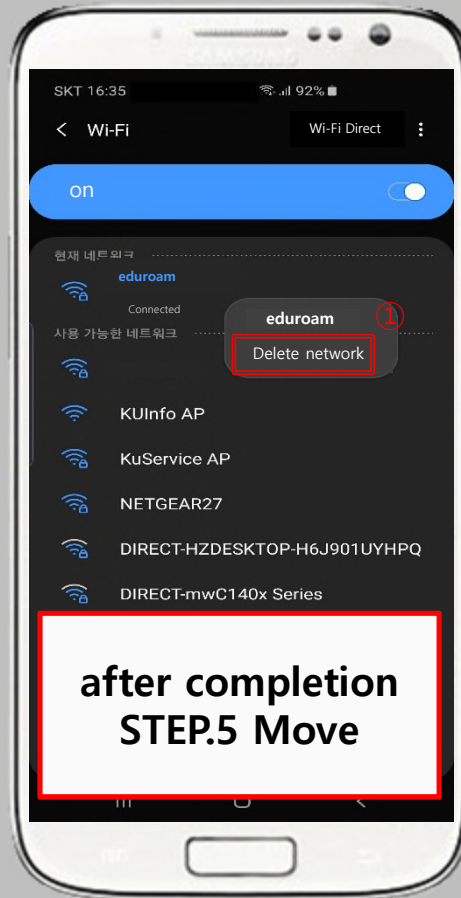 SAMSUNG
SKT 16:35 92%
Wi-Fi Wi-Fi Direct
on
현재 네트워크
eduroam
Connected
eduroam ①
사용 가능한 네트워크
Delete network
KUInfo AP
KuService AP
NETGEAR27
DIRECT-HZDESKTOP-H6J901UYHPQ
DIRECT-mwC140x Series
after completion
STEP.5 Move